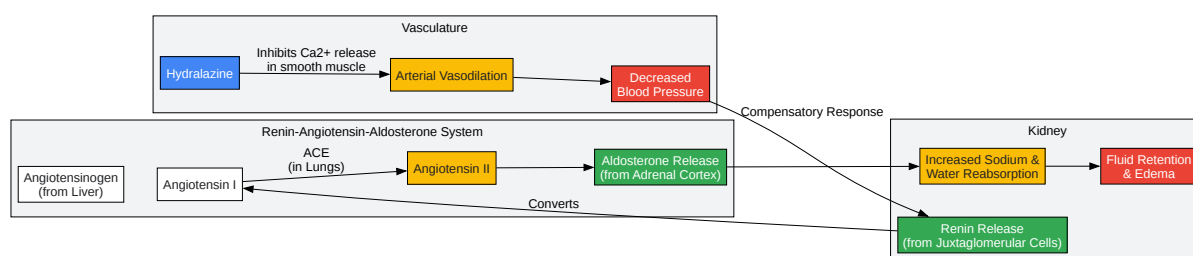 Vasculature
Hydralazine
Inhibits Ca2+ release
in smooth muscle
Arterial Vasodilation
Decreased
Blood Pressure
Compensatory Response
Renin-Angiotensin-Aldosterone System
Angiotensinogen
(from Liver)
Angiotensin I
ACE
(in Lungs)
Angiotensin II
Aldosterone Release
(from Adrenal Cortex)
Converts
Kidney
Increased Sodium &
Water Reabsorption
Fluid Retention
& Edema
Renin Release
(from Juxtaglomerular Cells)